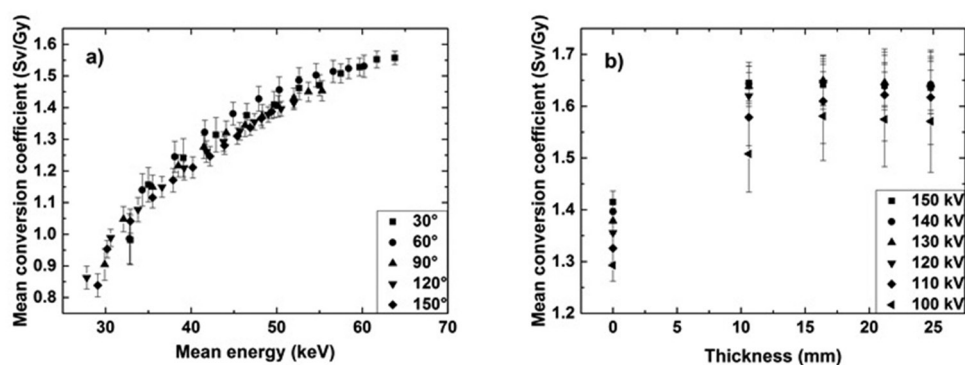 a)
Mean conversion coefficient (Sv/Gy)
1.6
1.5
1.4
1.3
1.2
1.1
1.0
0.9
0.8
30 40 50 60 70
Mean energy (keV)
30°
60°
90°
120°
150°
b)
Mean conversion coefficient (Sv/Gy)
1.7
1.6
1.5
1.4
1.3
1.2
0 5 10 15 20 25
Thickness (mm)
150 kV
140 kV
130 kV
120 kV
110 kV
100 kV